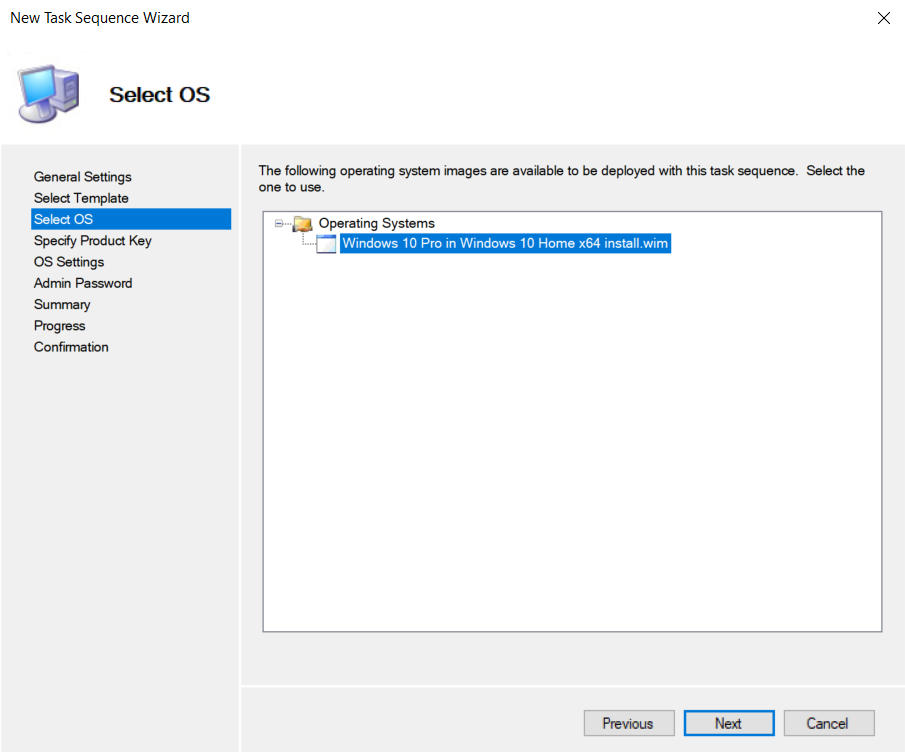 New Task Sequence Wizard
Select OS
General Settings
Select Template
Select OS
Specify Product Key
OS Settings
Admin Password
Summary
Progress
Confirmation
The following operating system images are available to be deployed with this task sequence.  Select the
one to use.
Operating Systems
Windows 10 Pro in Windows 10 Home x64 install.wim
Previous
Next
Cancel